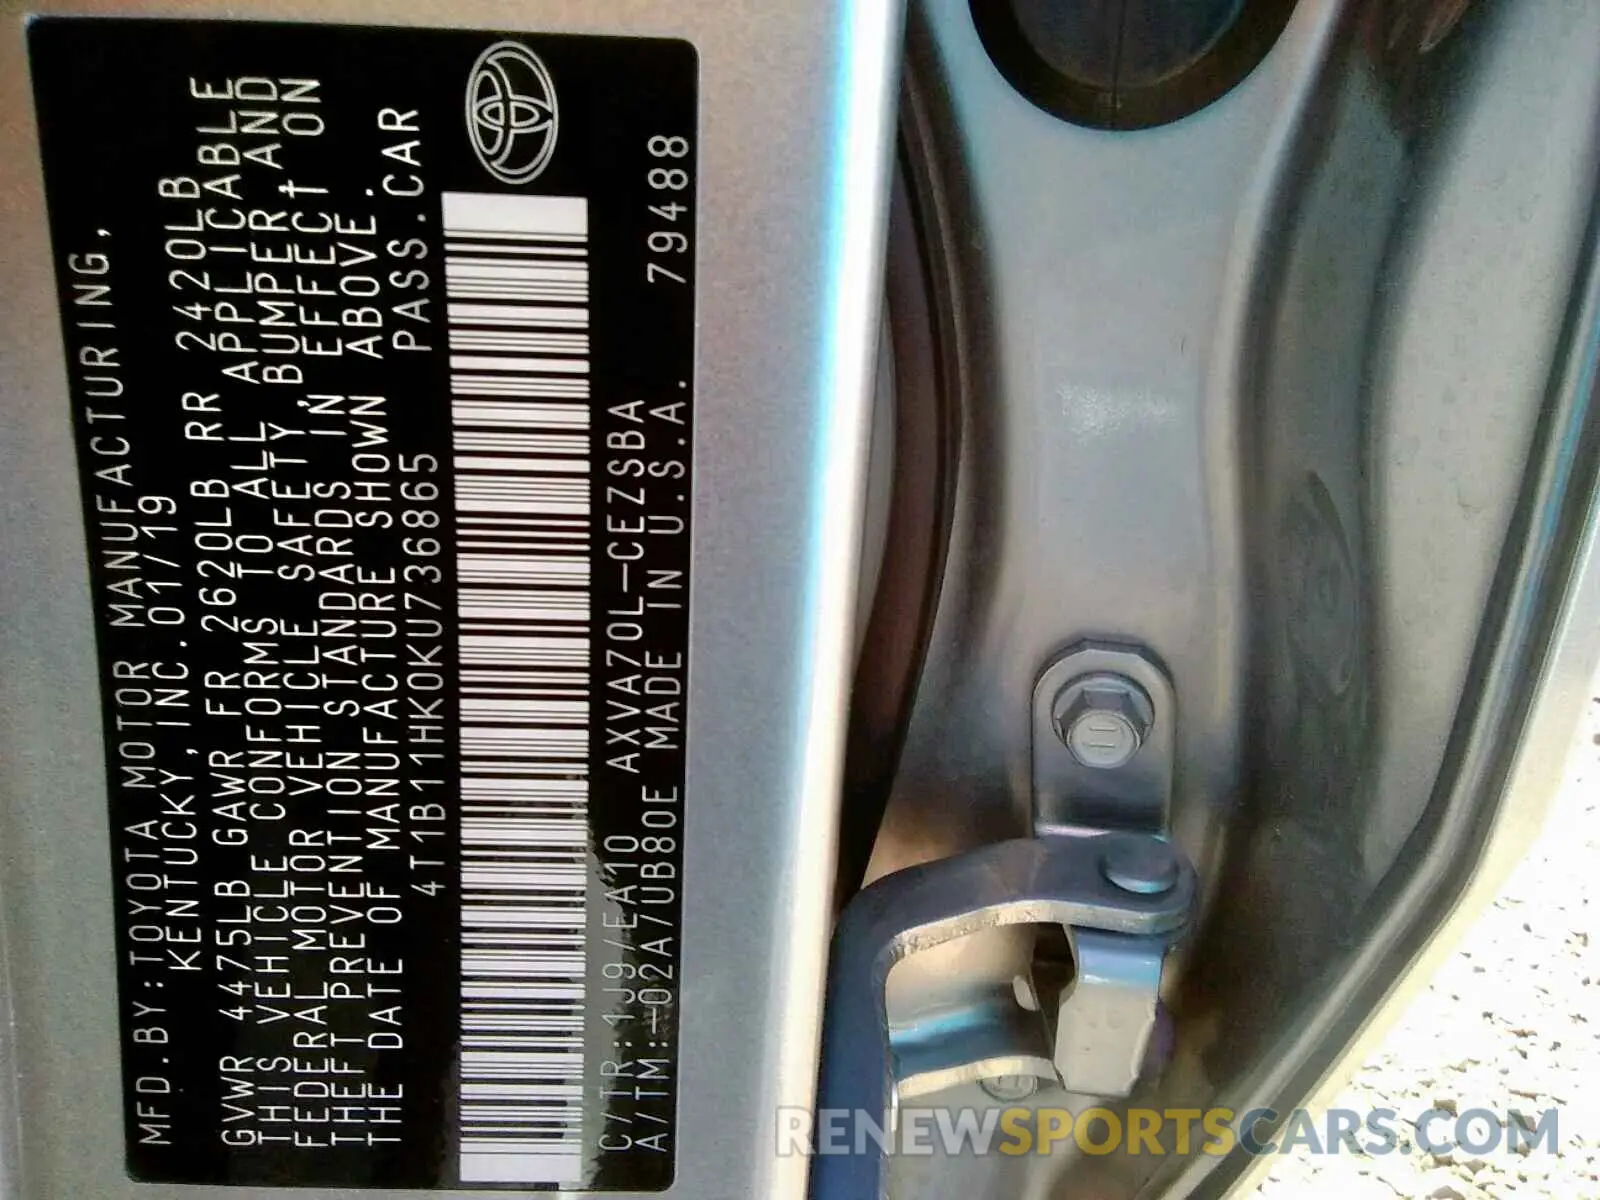 MFD.BY:TOYOTA MOTOR MANUFACTURING,
KENTUCKY,INC.01/19
GVWR 4475LB GAWR FR 2620LB RR 2420LB
THIS VEHICLE CONFORMS TO ALL APPLICABLE
FEDERAL MOTOR VEHICLE SAFETY,BUMPER,AND
THEFT PREVENTION STANDARDS IN EFFECT ON
THE DATE OF MANUFACTURE SHOWN ABOVE.
4T1B11HK0KU736865 PASS.CAR
C/TR:1J9/EA10 AXVA70L-CEZSBA
A/TM:-02A/UB80E MADE IN U.S.A. 79488
RENEWSPORTSCARS.COM